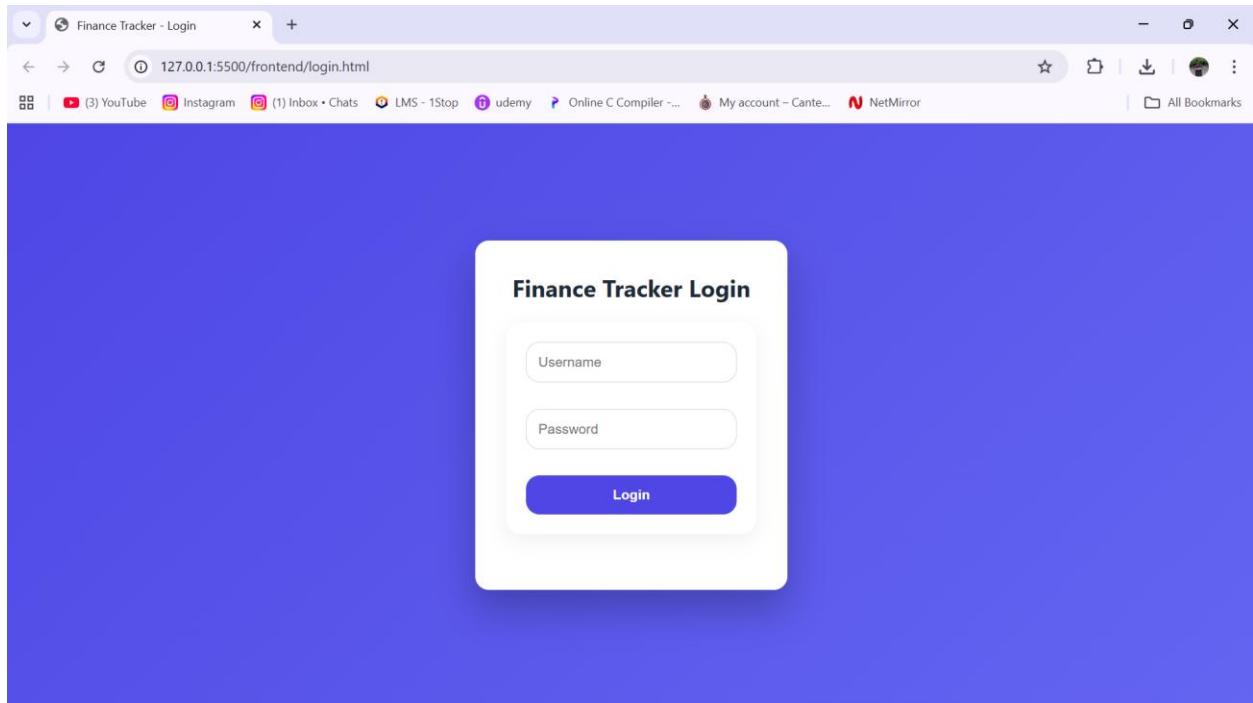 Finance Tracker - Login
127.0.0.1:5500/frontend/login.html
(3) YouTube Instagram (1) Inbox • Chats LMS - 1Stop udemy Online C Compiler -... My account – Cante... NetMirror All Bookmarks
Finance Tracker Login
Username
Password
Login